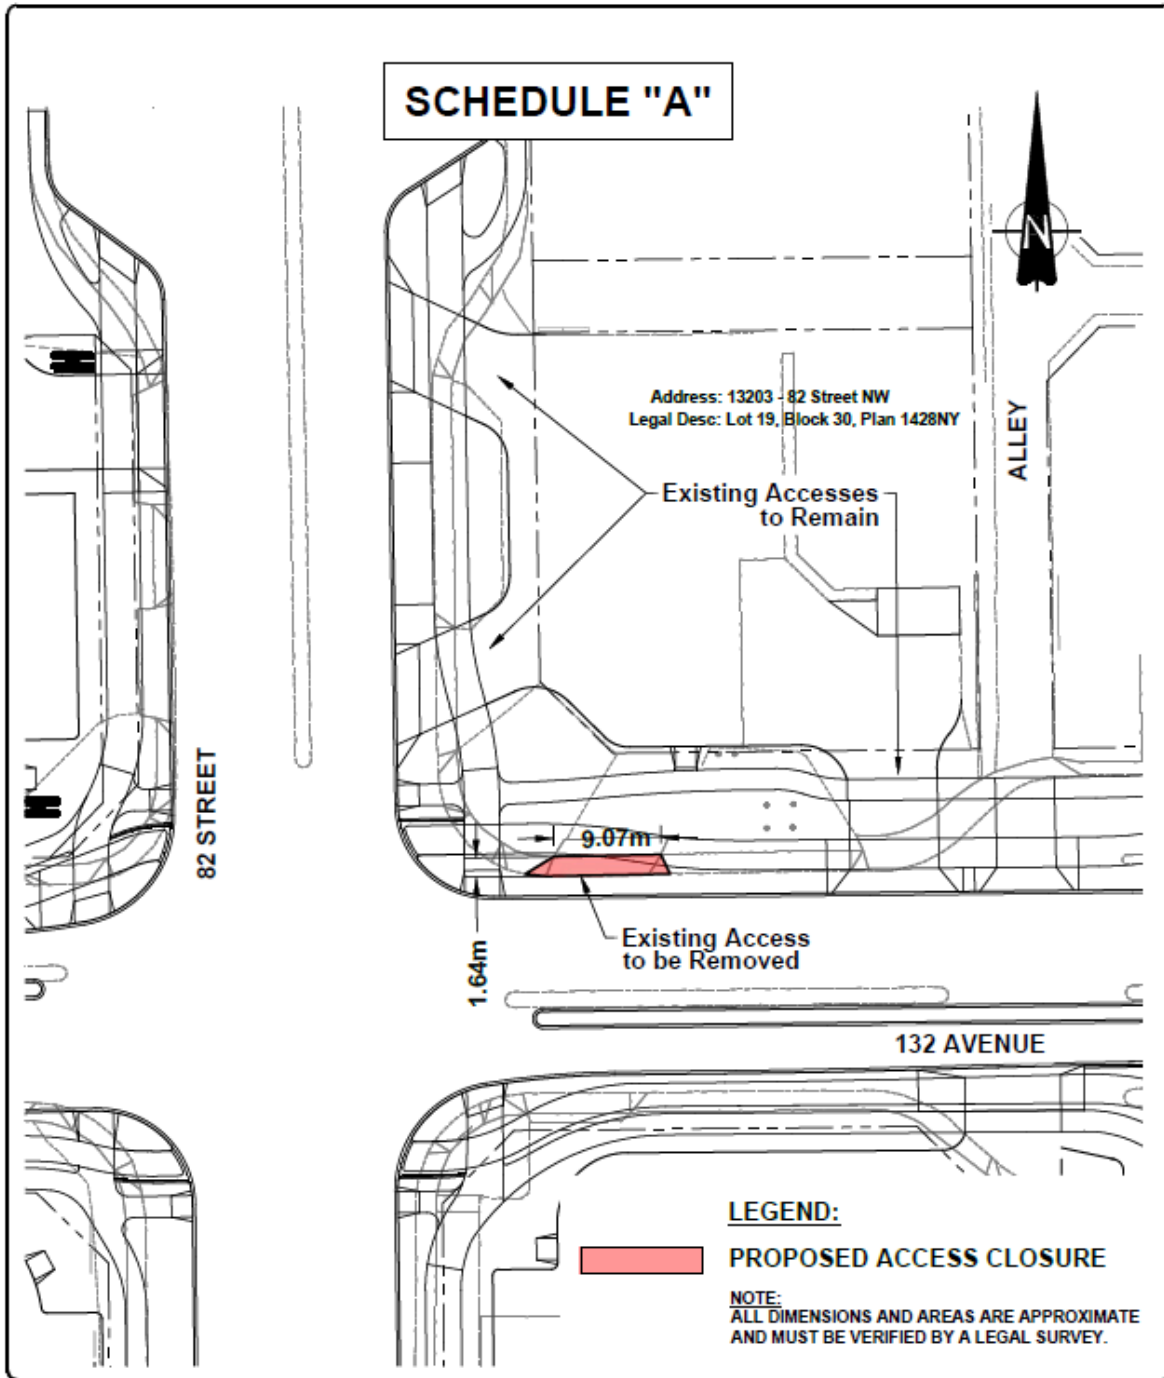 SCHEDULE "A"
N
Address: 13203 - 82 Street NW
Legal Desc: Lot 19, Block 30, Plan 1428NY
ALLEY
Existing Accesses
to Remain
82 STREET
9.07m
1.64m
Existing Access
to be Removed
132 AVENUE
LEGEND:
PROPOSED ACCESS CLOSURE
NOTE:
ALL DIMENSIONS AND AREAS ARE APPROXIMATE
AND MUST BE VERIFIED BY A LEGAL SURVEY.